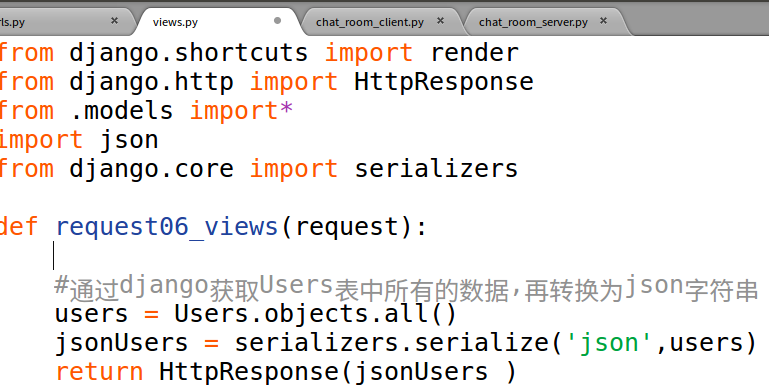 rls.py × views.py chat_room_client.py × chat_room_server.py ×
from django.shortcuts import render
from django.http import HttpResponse
from .models import*
import json
from django.core import serializers
def request06_views(request):
#通过django获取Users表中所有的数据,再转换为json字符串
users = Users.objects.all()
jsonUsers = serializers.serialize('json',users)
return HttpResponse(jsonUsers )